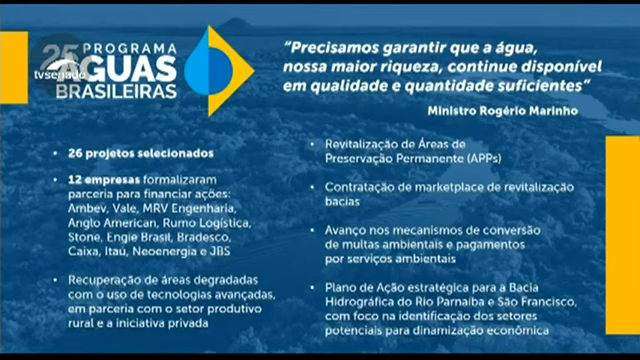 25
tvsenado
PROGRAMA
ÁGUAS
BRASILEIRAS
“Precisamos garantir que a água,
nossa maior riqueza, continue disponível
em qualidade e quantidade suficientes”
Ministro Rogério Marinho
• 26 projetos selecionados
• 12 empresas formalizaram
parceria para financiar ações:
Ambev, Vale, MRV Engenharia,
Anglo American, Rumo Logística,
Stone, Engie Brasil, Bradesco,
Caixa, Itaú, Neoenergia e JBS
• Recuperação de áreas degradadas
com o uso de tecnologias avançadas,
em parceria com o setor produtivo
rural e a iniciativa privada
• Revitalização de Áreas de
Preservação Permanente (APPs)
• Contratação de marketplace de revitalização
bacias
• Avanço nos mecanismos de conversão
de multas ambientais e pagamentos
por serviços ambientais
• Plano de Ação estratégica para a Bacia
Hidrográfica do Rio Parnaíba e São Francisco,
com foco na identificação dos setores
potenciais para dinamização econômica